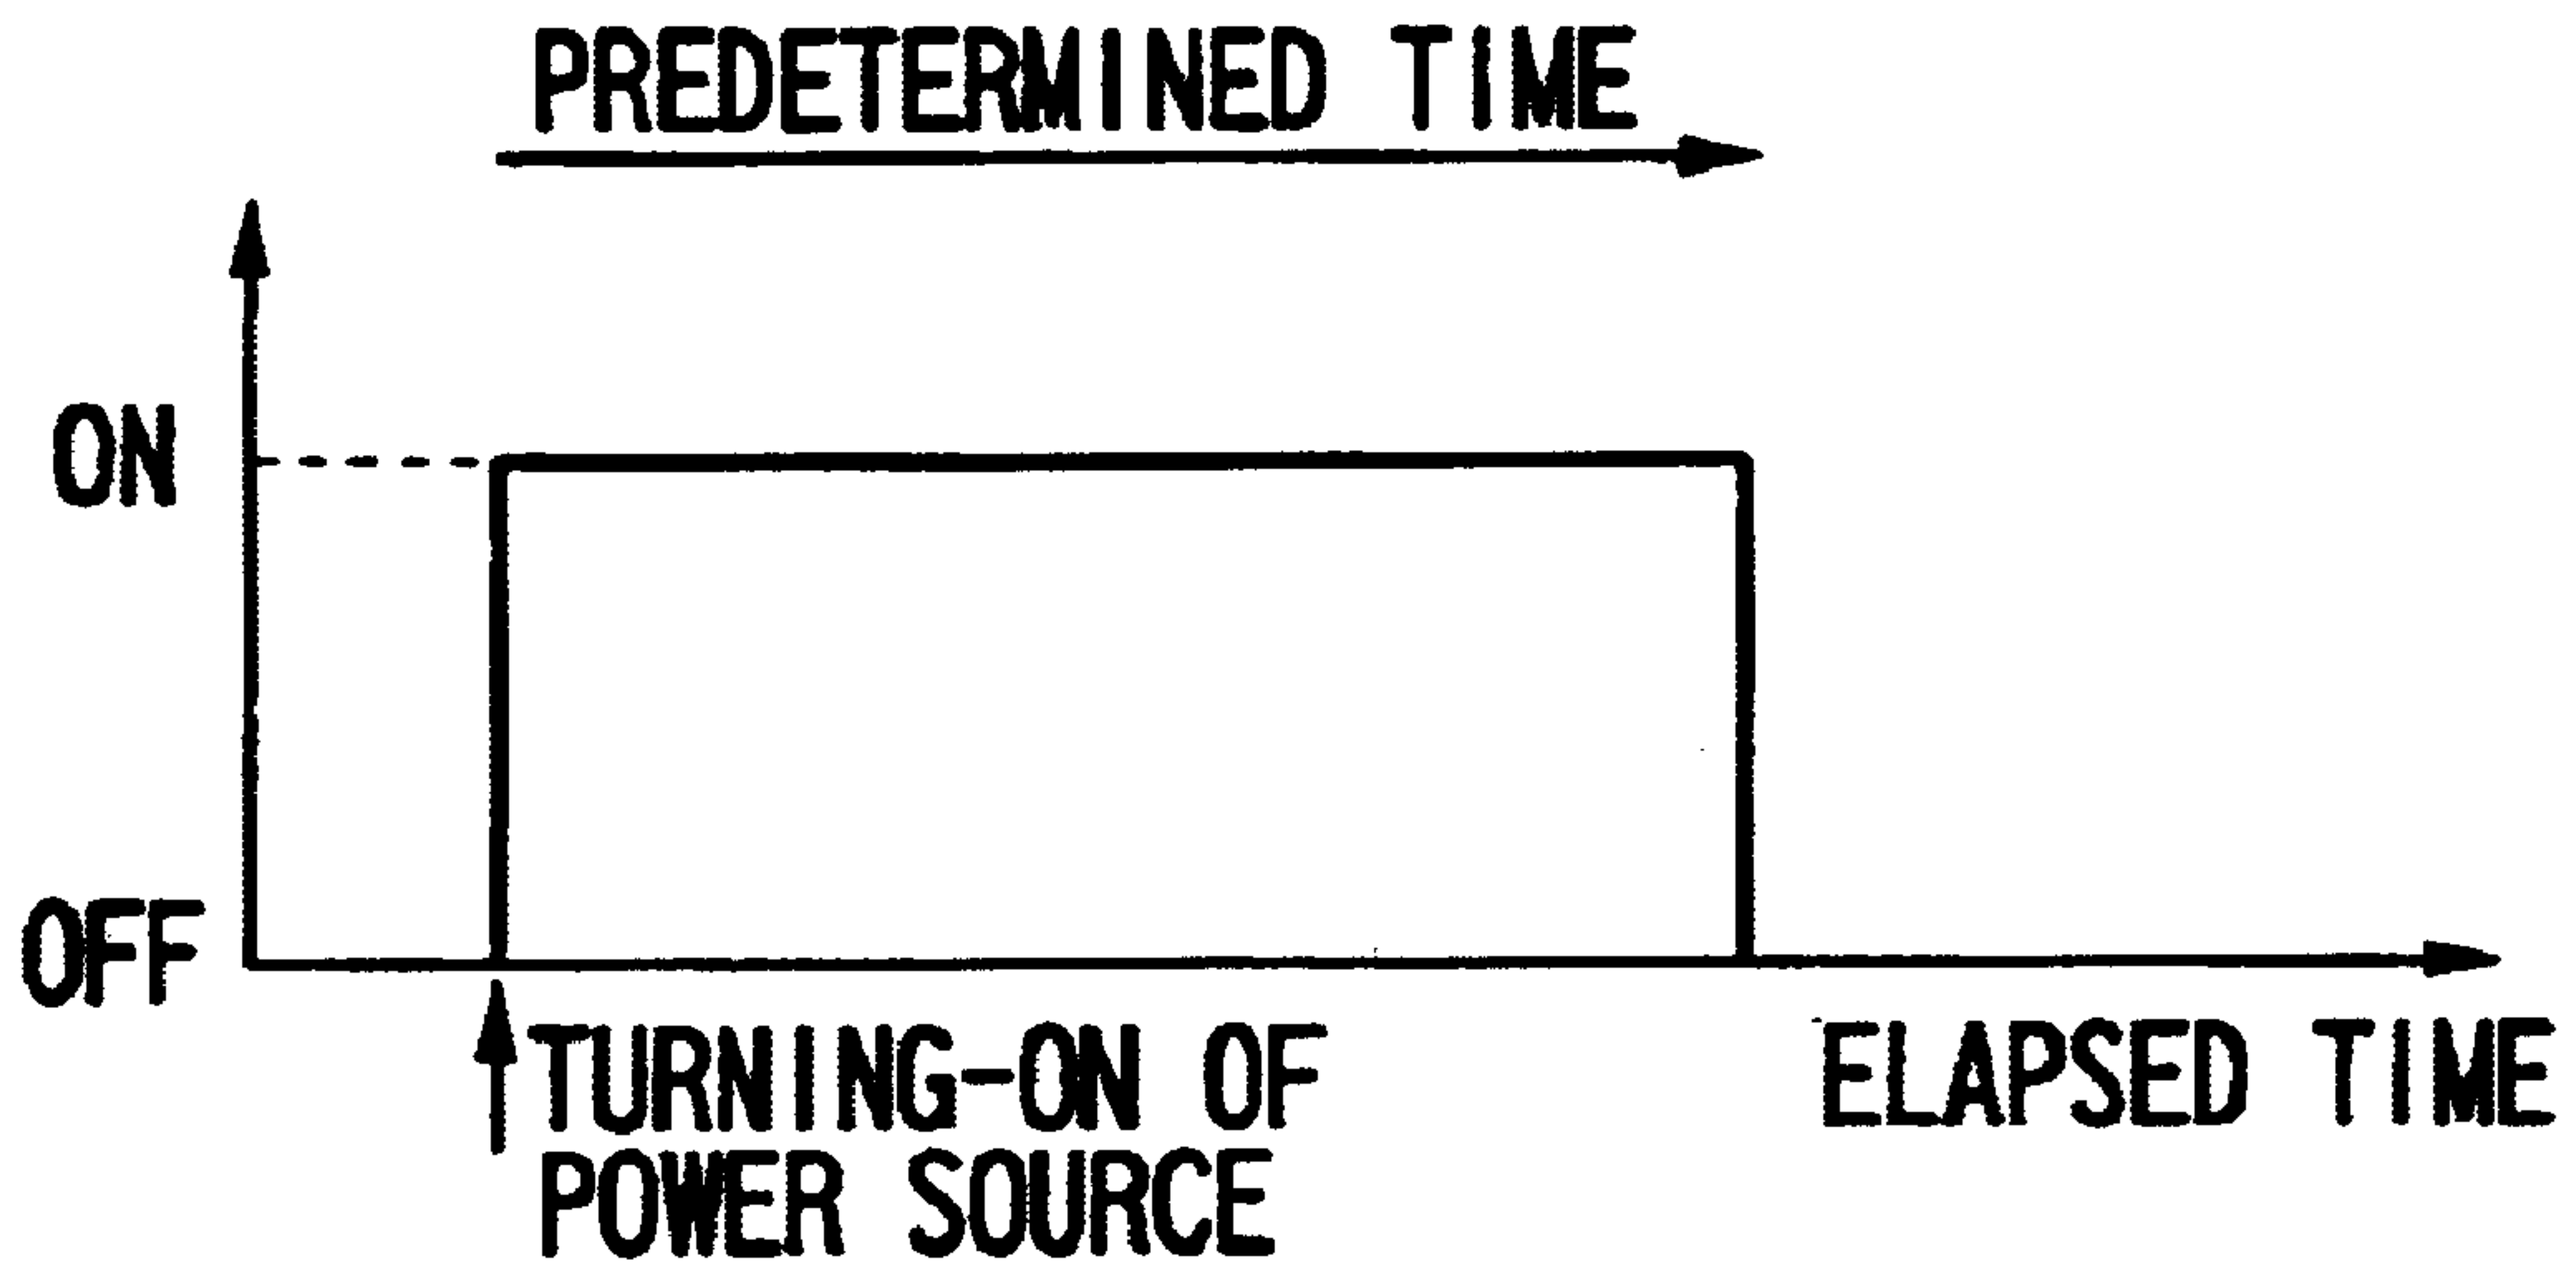 PREDETERMINED TIME
ON
OFF
TURNING-ON OF
POWER SOURCE
ELAPSED TIME